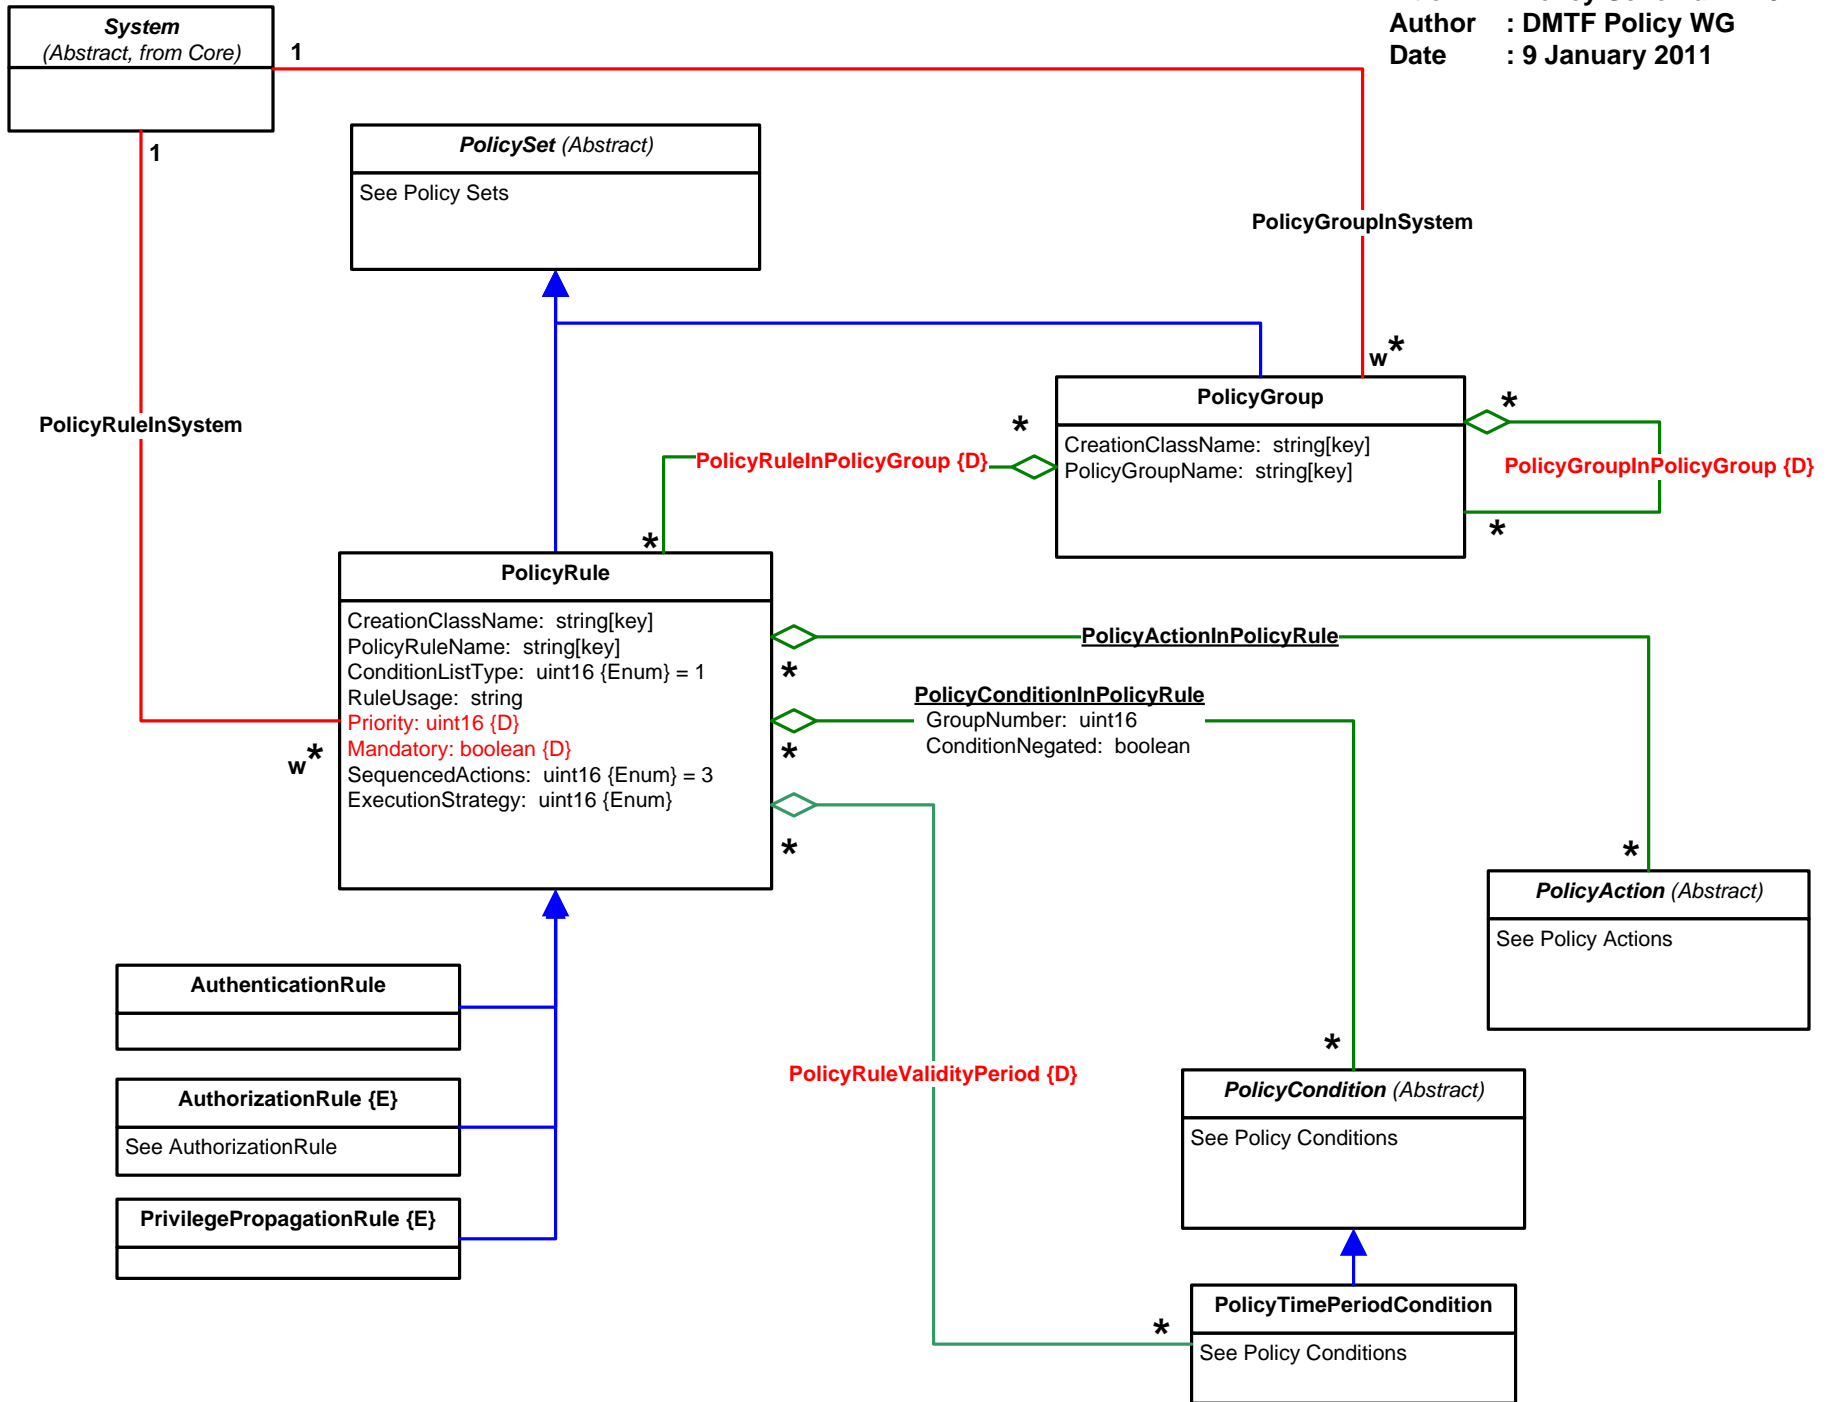 System
(Abstract, from Core)
1
Author : DMTF Policy WG
Date : 9 January 2011
1
PolicySet (Abstract)
See Policy Sets
PolicyGroupInSystem
w*
PolicyGroup
CreationClassName: string[key]
PolicyGroupName: string[key]
*
*
PolicyGroupInPolicyGroup {D}
*
PolicyRuleInPolicyGroup {D}
*
PolicyRuleInSystem
w*
PolicyRule
CreationClassName: string[key]
PolicyRuleName: string[key]
ConditionListType: uint16 {Enum} = 1
RuleUsage: string
Priority: uint16 {D}
Mandatory: boolean {D}
SequencedActions: uint16 {Enum} = 3
ExecutionStrategy: uint16 {Enum}
PolicyActionInPolicyRule
*
PolicyConditionInPolicyRule
GroupNumber: uint16
ConditionNegated: boolean
*
*
*
PolicyAction (Abstract)
See Policy Actions
AuthenticationRule
AuthorizationRule {E}
See AuthorizationRule
PrivilegePropagationRule {E}
PolicyRuleValidityPeriod {D}
*
PolicyCondition (Abstract)
See Policy Conditions
*
PolicyTimePeriodCondition
See Policy Conditions